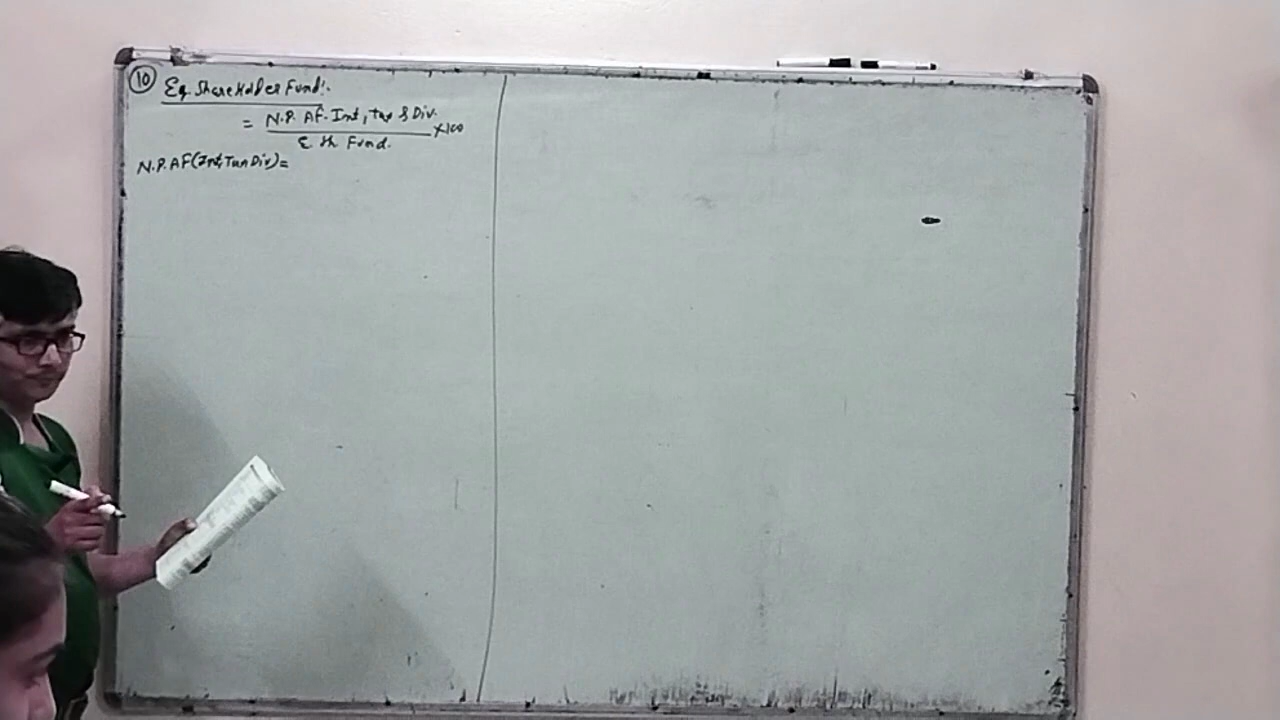 10 Eq. Shareholder Fund:-
= N.P. AF. Int, tax & Div. ×100
E Sh Fund.
N.P. AF(Int, Tax Div)=